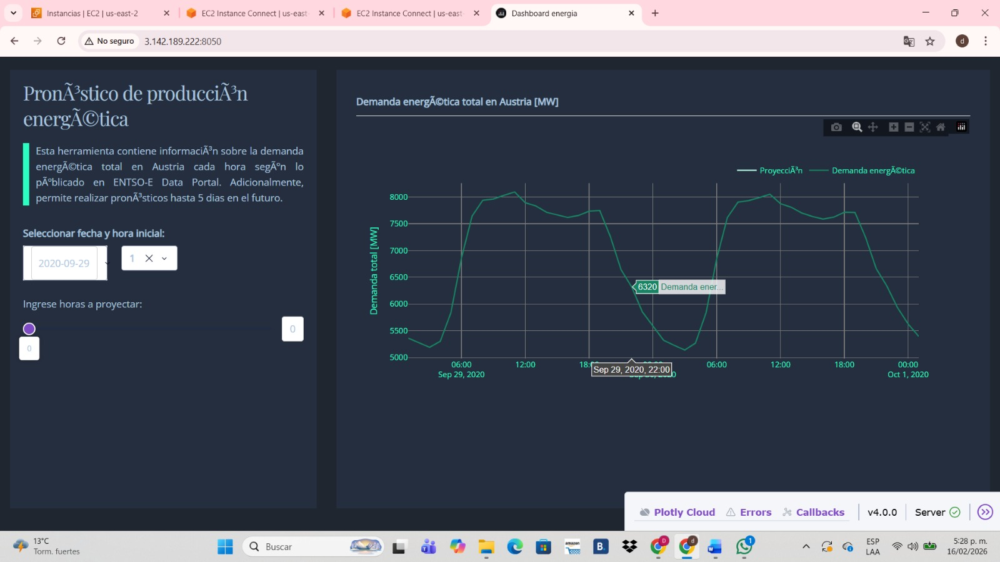 Instancias | EC2 | us-east-2
EC2 Instance Connect | us-east-
EC2 Instance Connect | us-east-
Dashboard energia
No seguro
3.142.189.222:8050
d
PronÃ³stico de producciÃ³n
energÃ©tica
Esta herramienta contiene informaciÃ³n sobre la demanda
energÃ©tica total en Austria cada hora segÃºn lo
pÃºblicado en ENTSO-E Data Portal. Adicionalmente,
permite realizar pronÃ³sticos hasta 5 dias en el futuro.
Seleccionar fecha y hora inicial:
2020-09-29
1
Ingrese horas a proyectar:
0
0
Demanda energÃ©tica total en Austria [MW]
ProyecciÃ³n
Demanda energÃ©tica
Demanda total [MW]
8000
7500
7000
6500
6000
5500
5000
6320 Demanda ener...
06:00
Sep 29, 2020
12:00
18:
Sep 29, 2020, 22:00
06:00
12:00
18:00
00:00
Oct 1, 2020
Plotly Cloud
Errors
Callbacks
v4.0.0
Server
13°C
Torm. fuertes
Buscar
amazon
B.
D
d
1
ESP
LAA
5:28 p. m.
16/02/2026